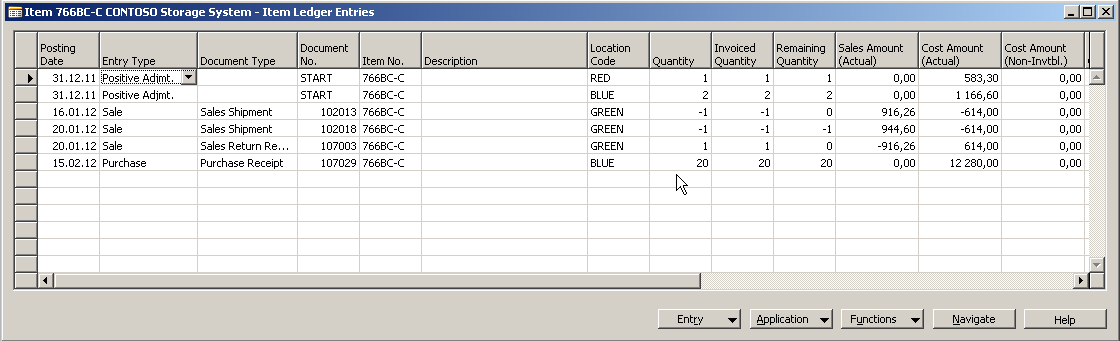 Item 766BC-C CONTOSO Storage System - Item Ledger Entries
Posting Date Entry Type Document Type Document No. Item No. Description Location Code Quantity Invoiced Quantity Remaining Quantity Sales Amount (Actual) Cost Amount (Actual) Cost Amount (Non-Invtbl.)
31.12.11 Positive Adjmt. START 766BC-C RED 1 1 1 0,00 583,30 0,00
31.12.11 Positive Adjmt. START 766BC-C BLUE 2 2 2 0,00 1 166,60 0,00
16.01.12 Sale Sales Shipment 102013 766BC-C GREEN -1 -1 0 916,26 -614,00 0,00
20.01.12 Sale Sales Shipment 102018 766BC-C GREEN -1 -1 -1 944,60 -614,00 0,00
20.01.12 Sale Sales Return Re... 107003 766BC-C GREEN 1 1 0 -916,26 614,00 0,00
15.02.12 Purchase Purchase Receipt 107029 766BC-C BLUE 20 20 20 0,00 12 280,00 0,00
Entry Application Functions Navigate Help